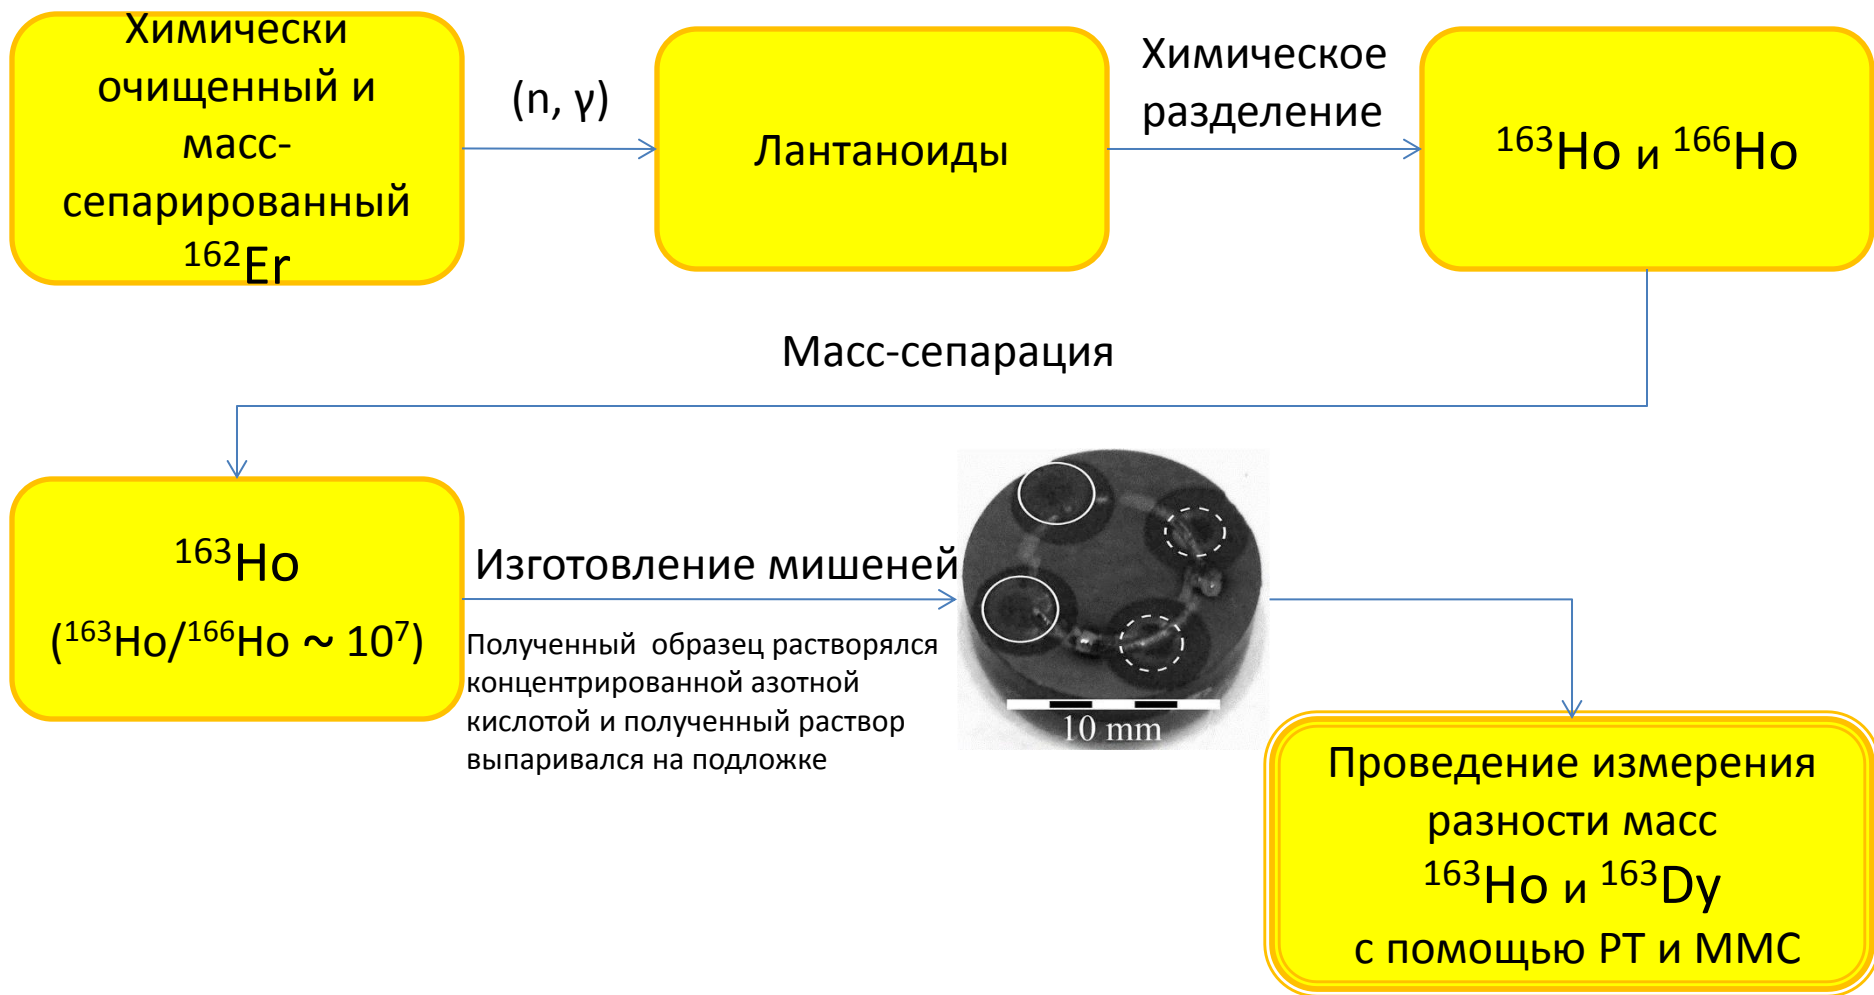 Химически
очищенный и
масс-
сепарированный
¹⁶²Er
(n, γ)
Лантаноиды
Химическое
разделение
¹⁶³Ho и ¹⁶⁶Ho
Масс-сепарация
¹⁶³Ho
(¹⁶³Ho/¹⁶⁶Ho ~ 10⁷)
Изготовление мишеней
Полученный образец растворялся
концентрированной азотной
кислотой и полученный раствор
выпаривался на подложке
10 mm
Проведение измерения
разности масс
¹⁶³Ho и ¹⁶³Dy
с помощью PT и MMC